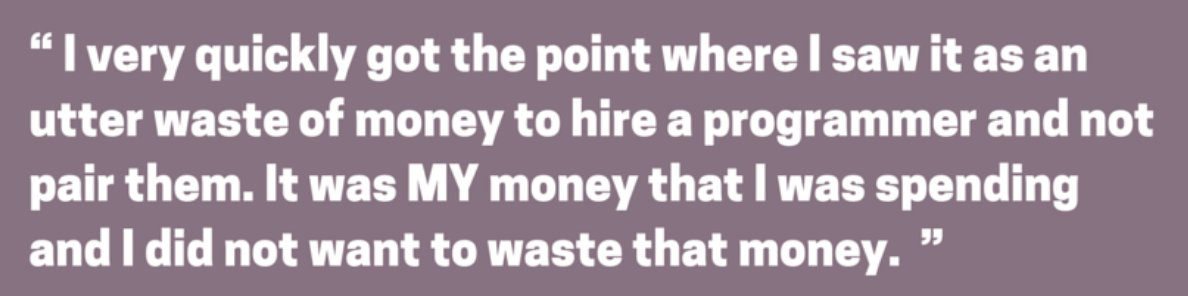 “ I very quickly got the point where I saw it as an
utter waste of money to hire a programmer and not
pair them. It was MY money that I was spending
and I did not want to waste that money. ”